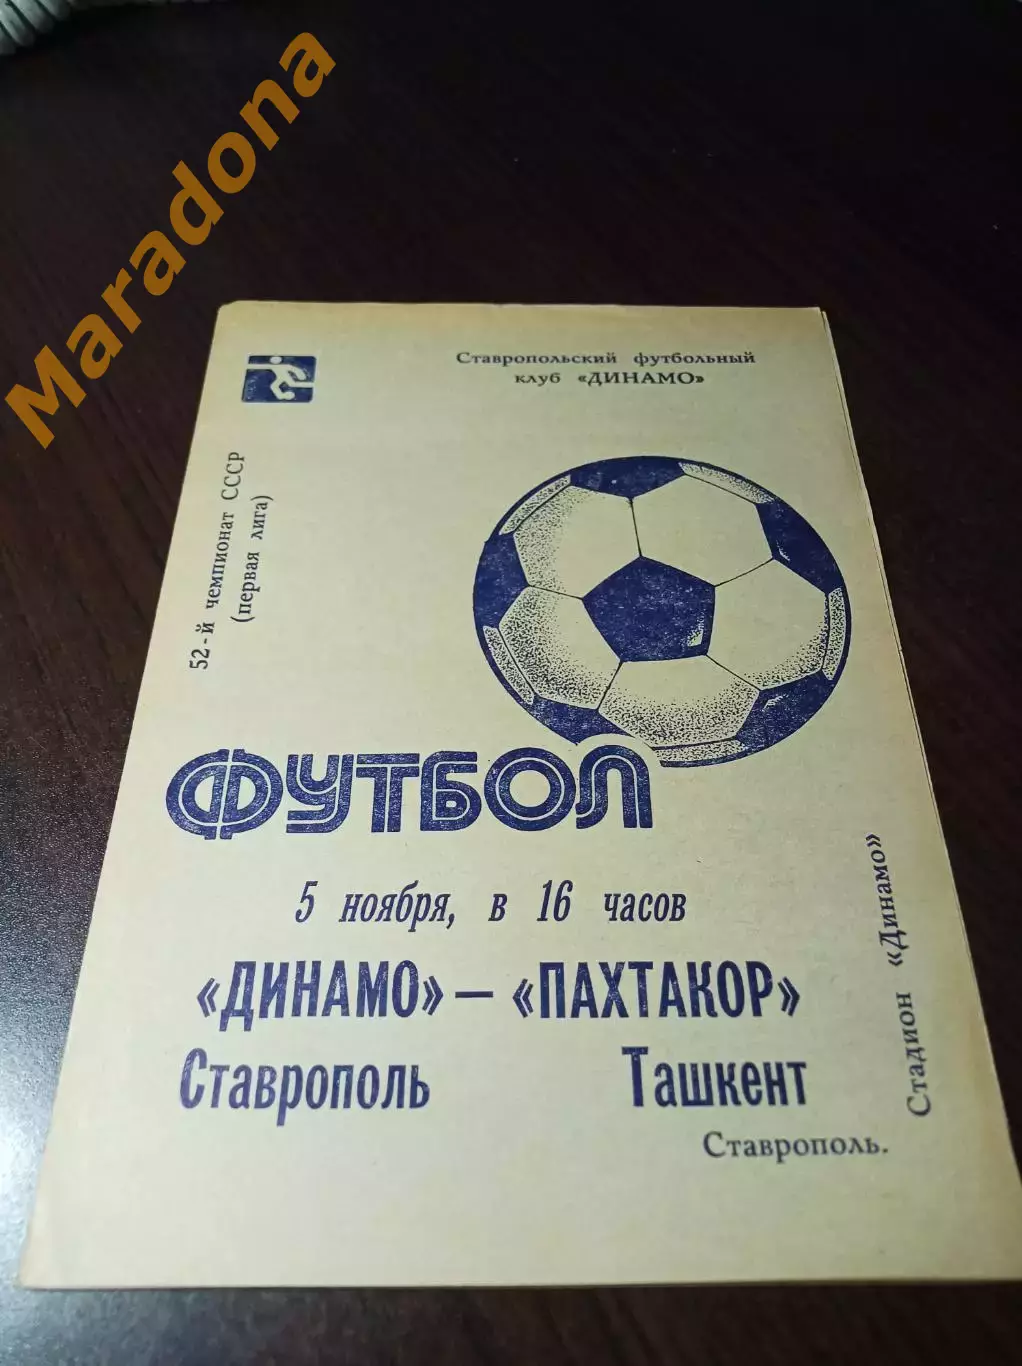 Maradona
Ставропольский футбольный
клуб «ДИНАМО»
52-й чемпионат СССР
(первая лига)
ФУТБОЛ
5 ноября, в 16 часов
«ДИНАМО» — «ПАХТАКОР»
Ставрополь Ташкент
Ставрополь.
Стадион «Динамо»